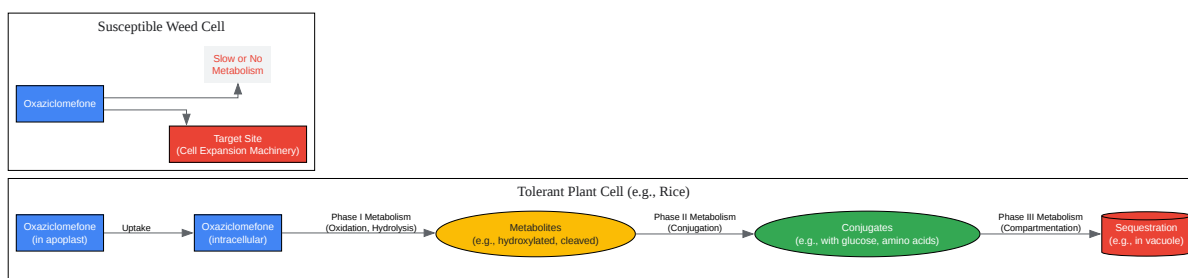 Susceptible Weed Cell
Slow or No
Metabolism
Oxaziclomefone
Target Site
(Cell Expansion Machinery)
Tolerant Plant Cell (e.g., Rice)
Oxaziclomefone
(in apoplast)
Uptake
Oxaziclomefone
(intracellular)
Phase I Metabolism
(Oxidation, Hydrolysis)
Metabolites
(e.g., hydroxylated, cleaved)
Phase II Metabolism
(Conjugation)
Conjugates
(e.g., with glucose, amino acids)
Phase III Metabolism
(Compartmentation)
Sequestration
(e.g., in vacuole)